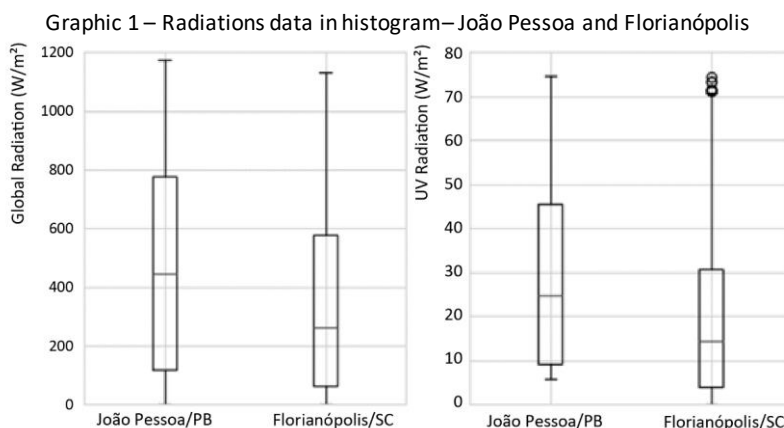 Graphic 1 – Radiations data in histogram– João Pessoa and Florianópolis
Global Radiation (W/m²)
1200
1000
800
600
400
200
0
João Pessoa/PB
Florianópolis/SC
UV Radiation (W/m²)
80
70
60
50
40
30
20
10
0
João Pessoa/PB
Florianópolis/SC